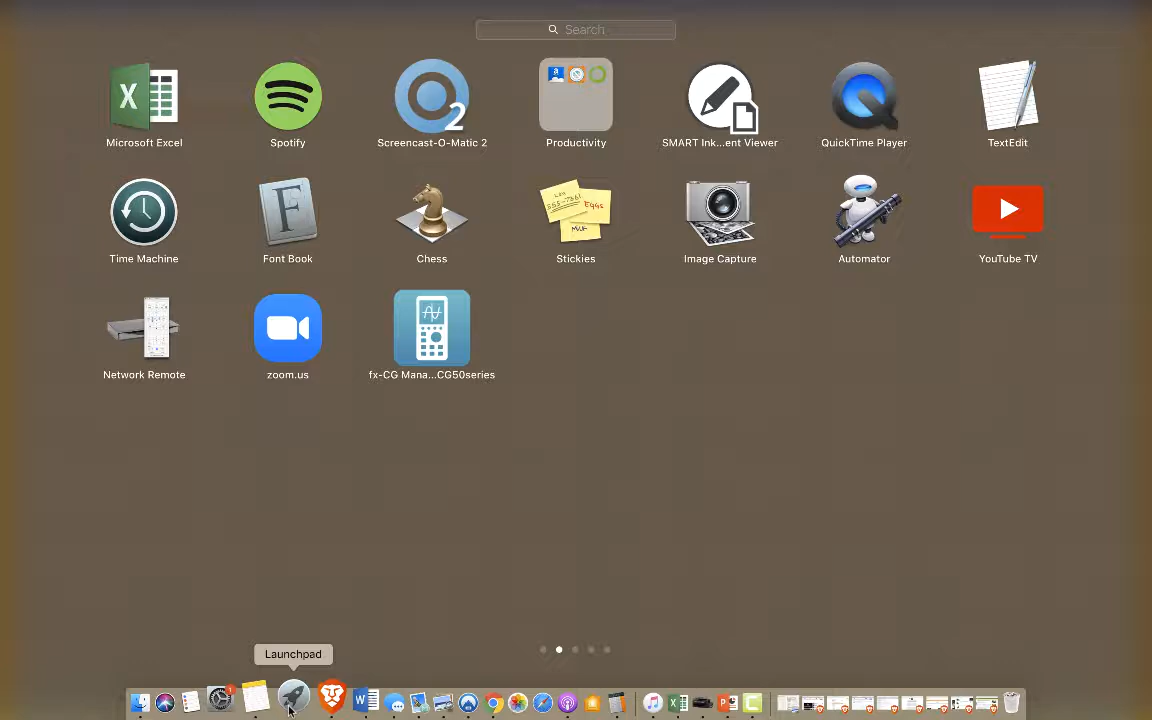 Search
Microsoft Excel
Spotify
Screencast-O-Matic 2
Productivity
SMART Ink...ent Viewer
QuickTime Player
TextEdit
Time Machine
Font Book
Chess
Stickies
Image Capture
Automator
YouTube TV
Network Remote
zoom.us
fx-CG Mana...CG50series
Launchpad